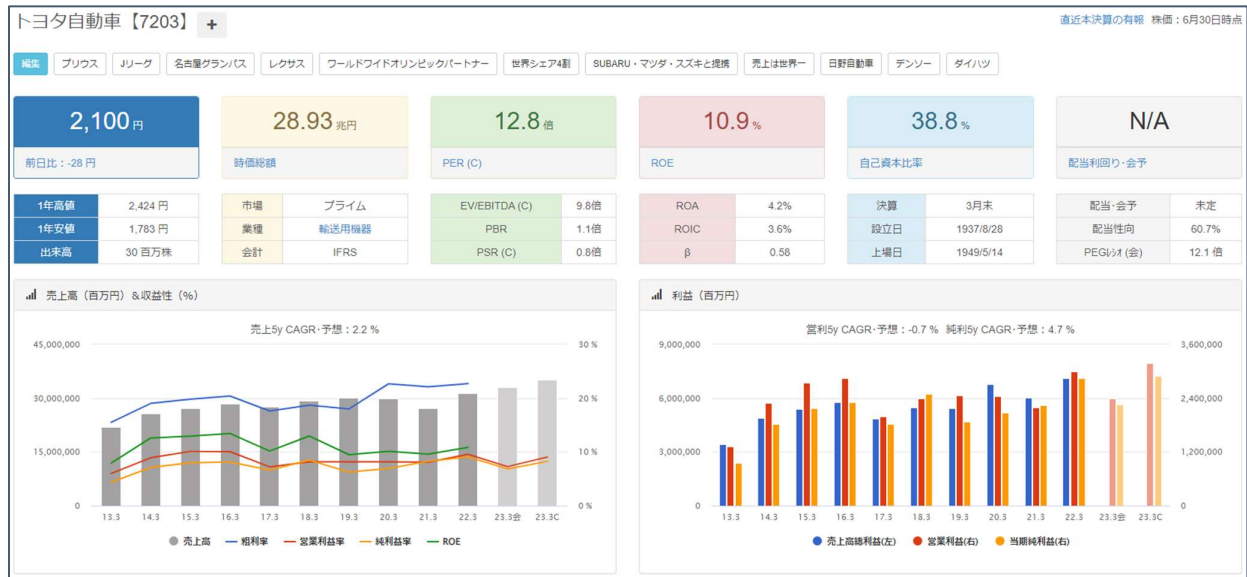 トヨタ自動車【7203】 +
直近本決算の有報 株価：6月30日時点
編集 プリウス Jリーグ 名古屋グランパス レクサス ワールドワイドオリンピックパートナー 世界シェア4割 SUBARU・マツダ・スズキと提携 売上は世界一 日野自動車 デンソー ダイハツ
2,100 円
前日比：-28 円
28.93 兆円
時価総額
12.8 倍
PER (C)
10.9 %
ROE
38.8 %
自己資本比率
N/A
配当利回り·会予
1年高値 2,424 円
1年安値 1,783 円
出来高 30 百万株
市場 プライム
業種 輸送用機器
会計 IFRS
EV/EBITDA (C) 9.8倍
PBR 1.1倍
PSR (C) 0.8倍
ROA 4.2%
ROIC 3.6%
β 0.58
決算 3月末
設立日 1937/8/28
上場日 1949/5/14
配当·会予 未定
配当性向 60.7%
PEGﾚｼｵ (会) 12.1 倍
売上高（百万円）＆収益性（%）
売上5y CAGR·予想：2.2 %
45,000,000
30,000,000
15,000,000
0
30 %
20 %
10 %
0 %
13.3 14.3 15.3 16.3 17.3 18.3 19.3 20.3 21.3 22.3 23.3会 23.3C
売上高 粗利率 営業利益率 純利益率 ROE
利益（百万円）
営利5y CAGR·予想：-0.7 % 純利5y CAGR·予想：4.7 %
9,000,000
6,000,000
3,000,000
0
3,600,000
2,400,000
1,200,000
0
13.3 14.3 15.3 16.3 17.3 18.3 19.3 20.3 21.3 22.3 23.3会 23.3C
売上高総利益(左) 営業利益(右) 当期純利益(右)